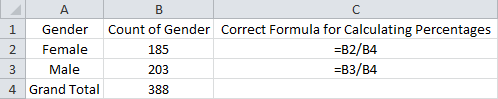 A B C
1 Gender Count of Gender Correct Formula for Calculating Percentages
2 Female 185 =B2/B4
3 Male 203 =B3/B4
4 Grand Total 388